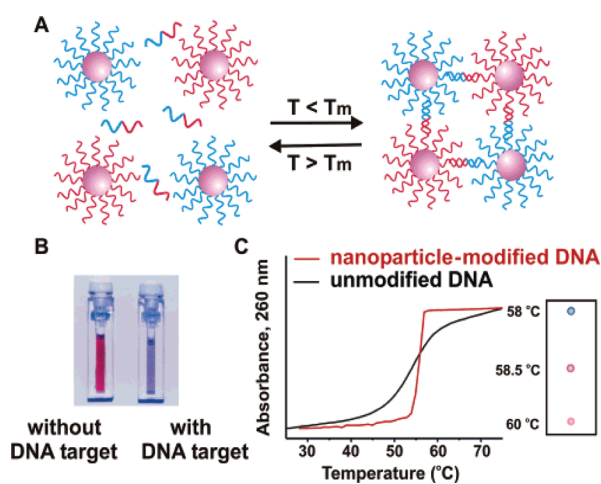 A
T < Tm
T > Tm
B
without
DNA target
with
DNA target
C
nanoparticle-modified DNA
unmodified DNA
Absorbance, 260 nm
30
40
50
60
70
Temperature (°C)
58 °C
58.5 °C
60 °C